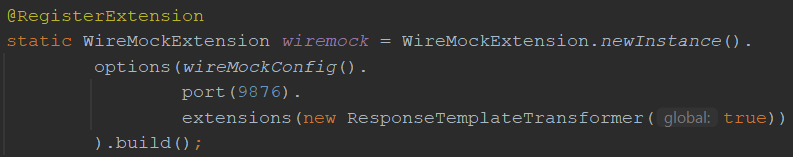 @RegisterExtension
static WireMockExtension wiremock = WireMockExtension.newInstance().
options(wireMockConfig().
port(9876).
extensions(new ResponseTemplateTransformer( global: true))
).build();